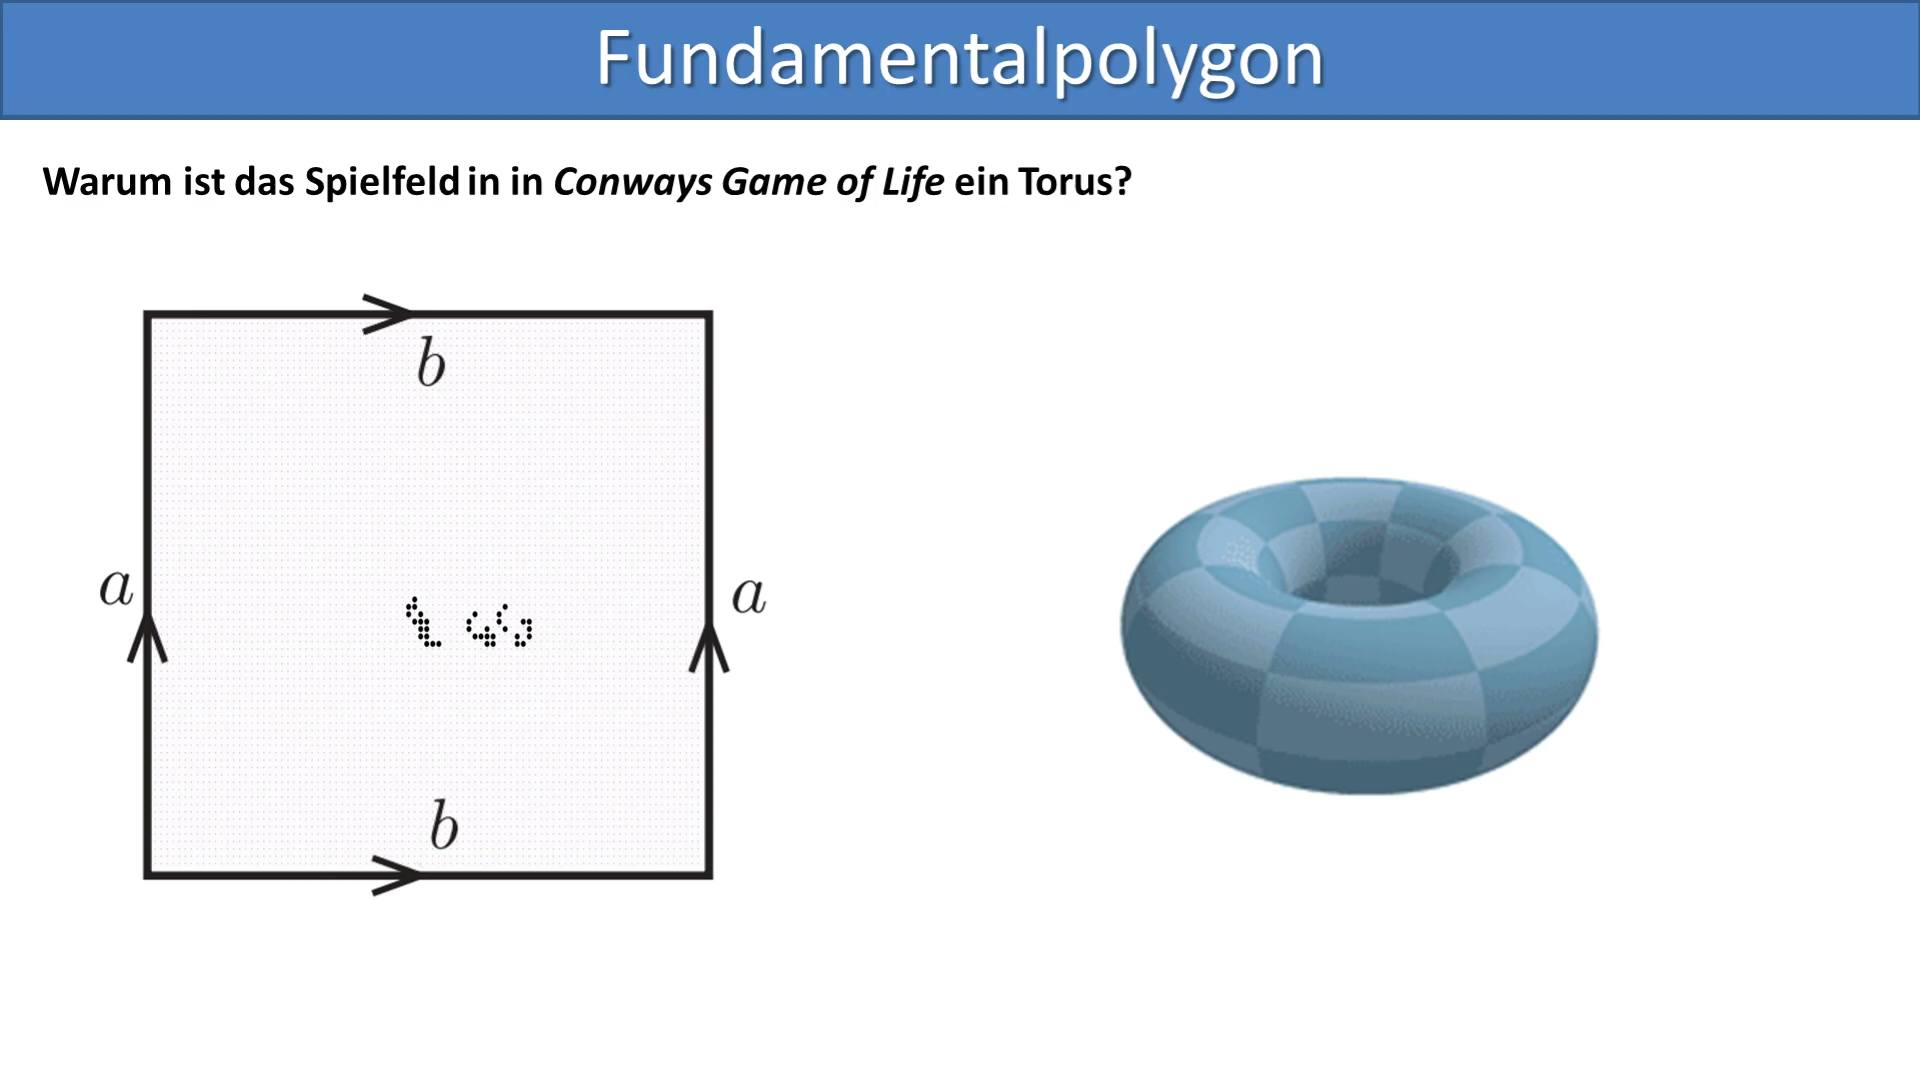 Fundamentalpolygon
Warum ist das Spielfeld in in Conways Game of Life ein Torus?
b
a
a
b